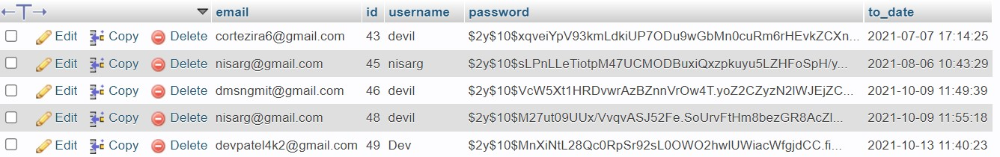 ←T→ email id username password to_date
Edit Copy Delete cortezira6@gmail.com 43 devil $2y$10$xqveiYpV93kmLdkiUP7ODu9wGbMn0cuRm6rHEvkZCXn... 2021-07-07 17:14:25
Edit Copy Delete nisarg@gmail.com 45 nisarg $2y$10$sLPnLLeTiotpM47UCMODBuxiQxzpkuyu5LZHFoSpH/y... 2021-08-06 10:43:29
Edit Copy Delete dmsngmit@gmail.com 46 devil $2y$10$VcW5Xt1HRDvwrAzBZnnVrOw4T.yoZ2CZyzN2lWJEjZC... 2021-10-09 11:49:39
Edit Copy Delete nisarg@gmail.com 48 devil $2y$10$M27ut09UUx/VvqvASJ52Fe.SoUrvFtHm8bezGR8AcZl... 2021-10-09 11:55:18
Edit Copy Delete devpatel4k2@gmail.com 49 Dev $2y$10$MnXiNtL28Qc0RpSr92sL0OWO2hwlUWiacWfgjdCC.fi... 2021-10-13 11:40:23